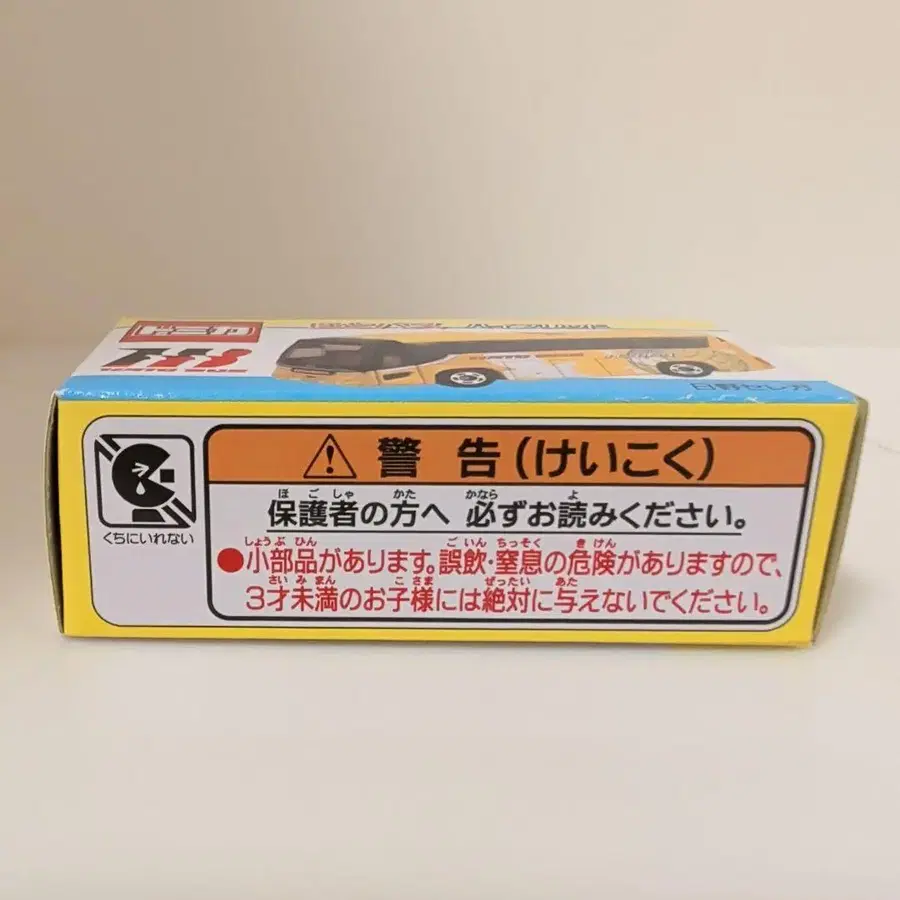 トミカ
はとバス
日野セレガ
警告(けいこく)
保護者の方へ 必ずお読みください。
ほごしゃ かた かなら よ
●小部品があります。誤飲・窒息の危険がありますので、
しょうぶひん ごいん ちっそく きけん
3才未満のお子様には絶対に与えないでください。
さいみまん こさま ぜったい あた
くちにいれない